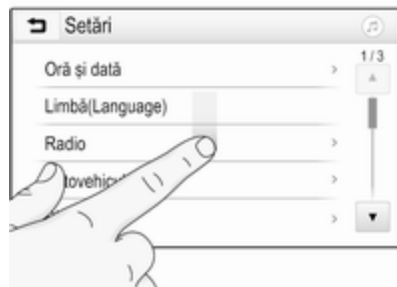 Setări
1/3
Oră și dată
Limbă(Language)
Radio